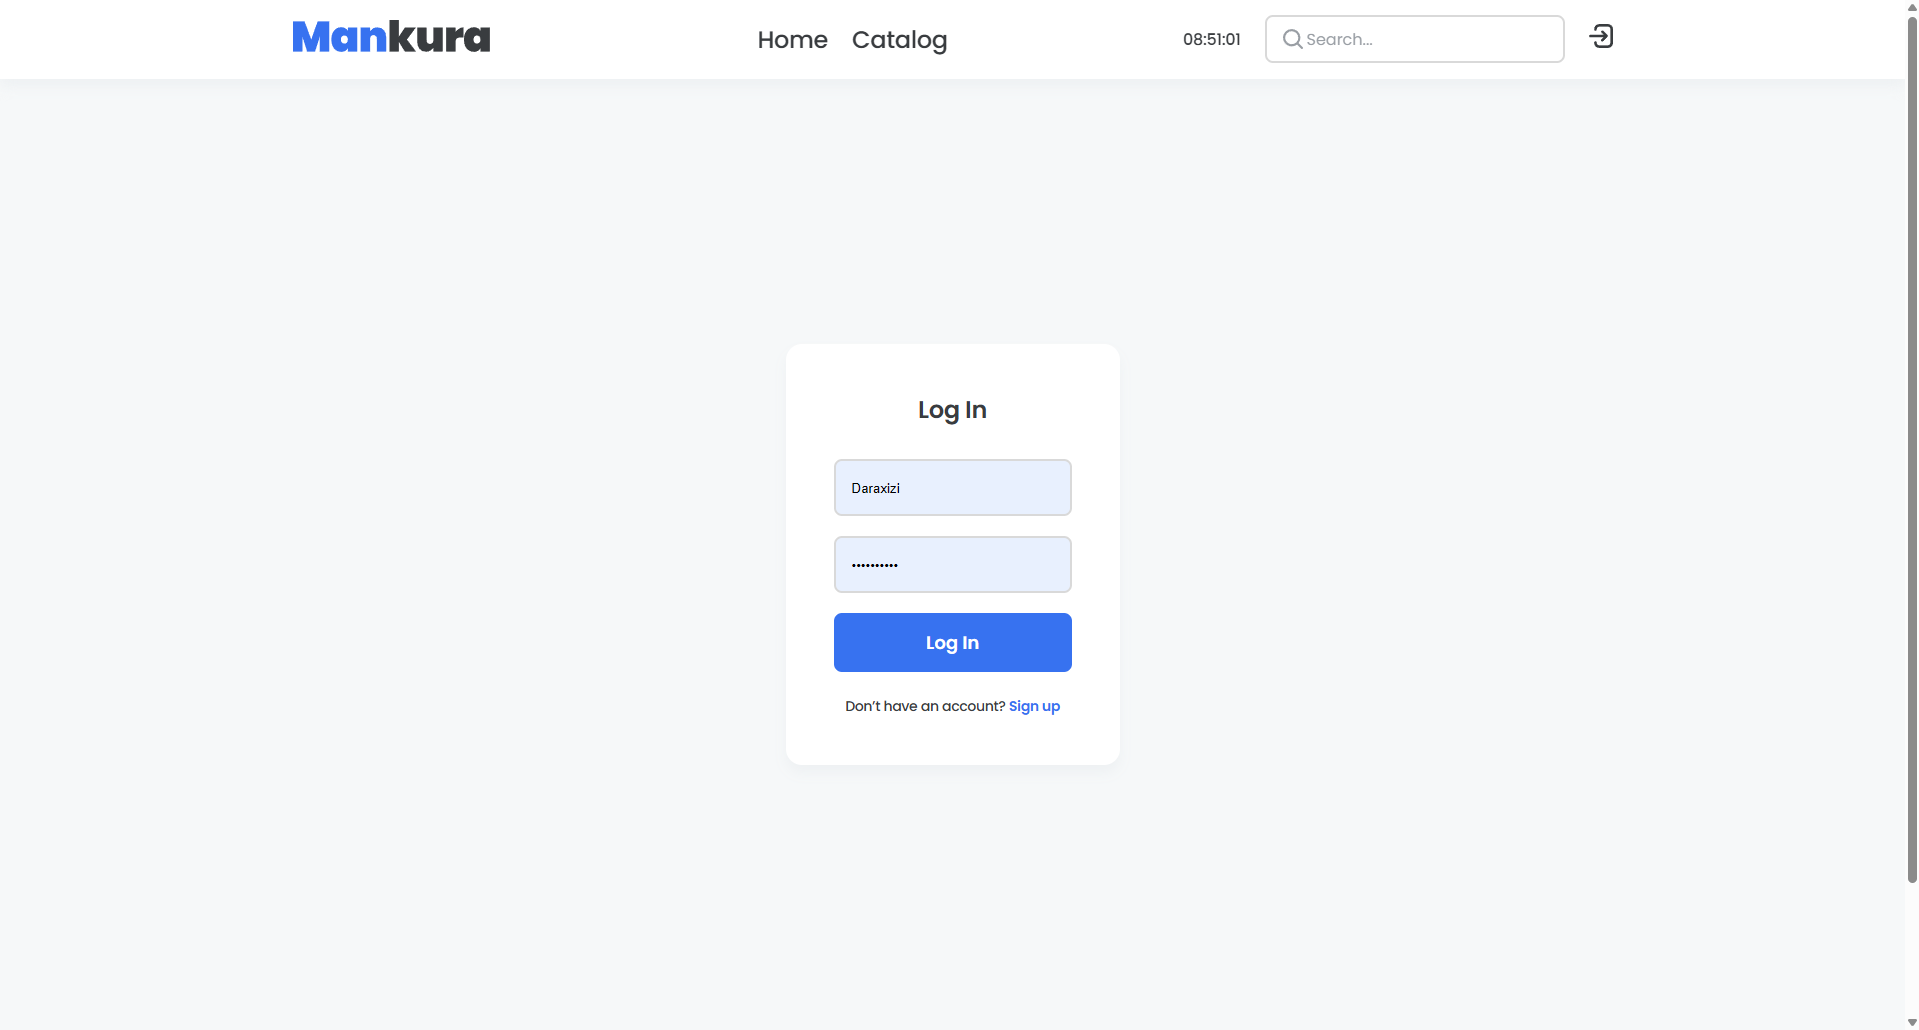 Mankura
Home Catalog
08:51:01
Search...
Log In
Daraxizi
••••••••••
Log In
Don't have an account? Sign up